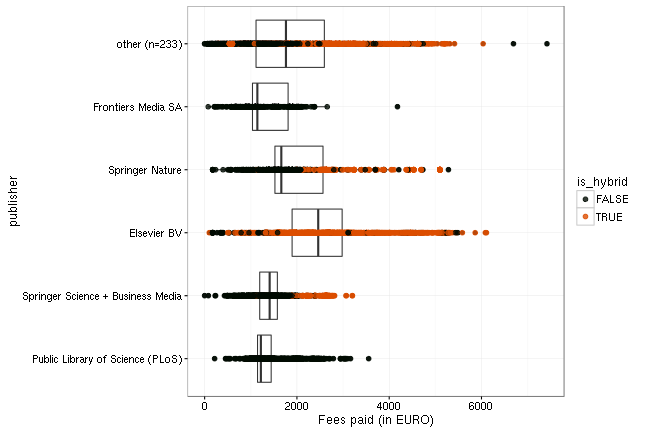 other (n=233)
Frontiers Media SA
Springer Nature
Elsevier BV
Springer Science + Business Media
Public Library of Science (PLoS)
publisher
0 2000 4000 6000
Fees paid (in EURO)
is_hybrid
FALSE
TRUE